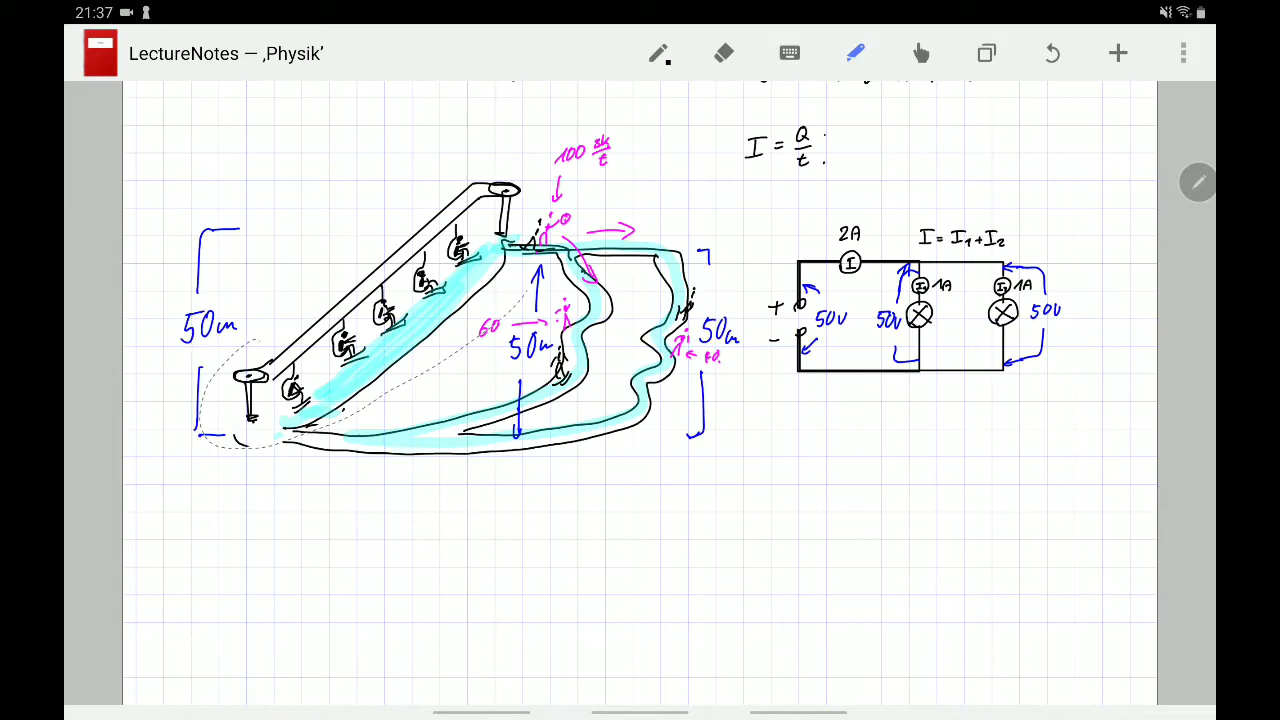 21:37
LectureNotes — ‚Physik’
I = Q/t :
100 sk/t
50m
60
50m
50m
2A
I = I₁+I₂
I
I₁
1A
I₂
1A
+
50V
-
50V
50V